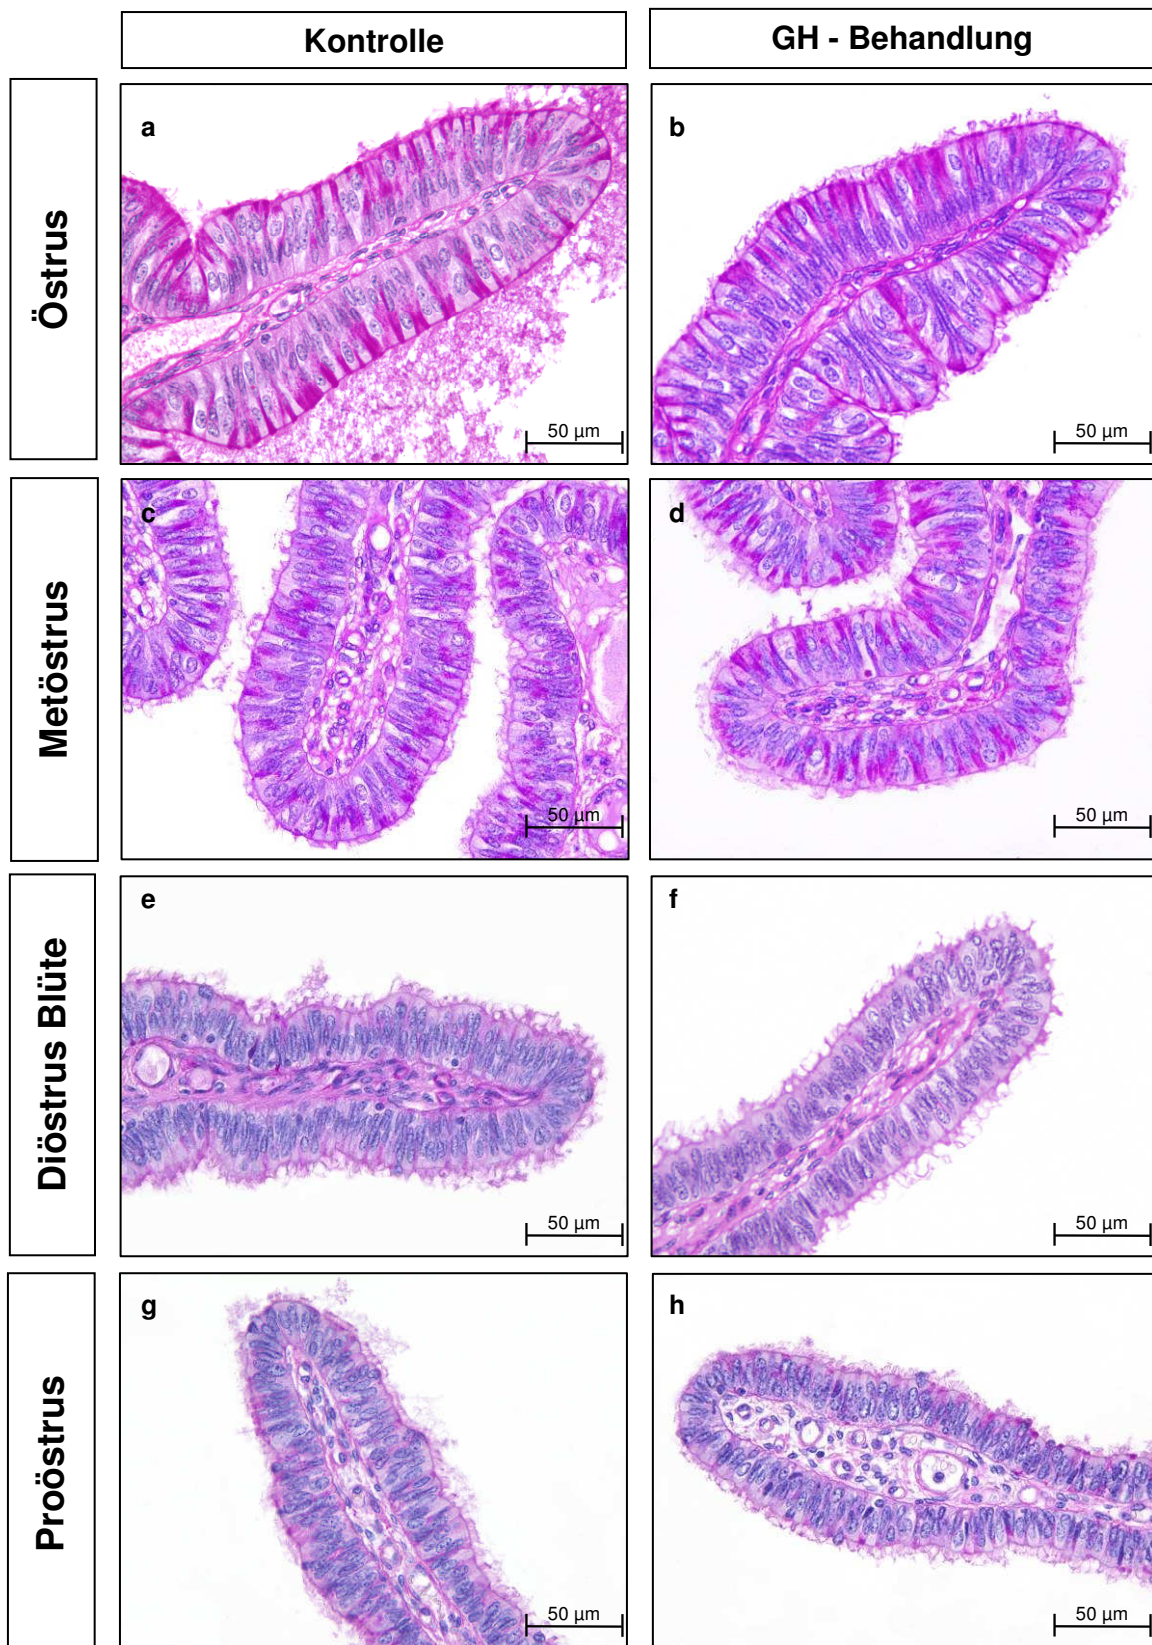 Kontrolle
GH - Behandlung
Östrus
a
50 µm
b
50 µm
Metöstrus
c
50 µm
d
50 µm
Diöstrus Blüte
e
50 µm
f
50 µm
Proöstrus
g
50 µm
h
50 µm